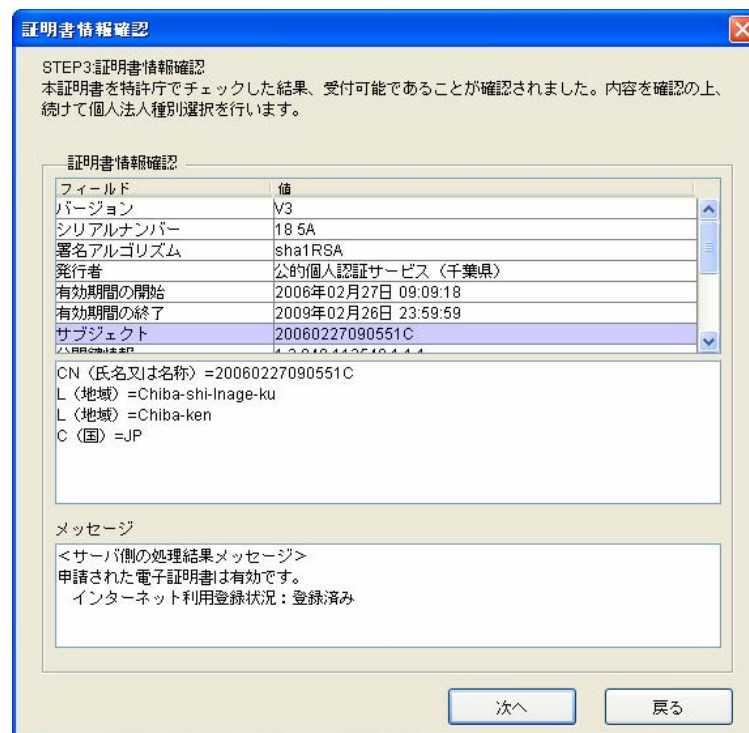 証明書情報確認
STEP3:証明書情報確認
本証明書を特許庁でチェックした結果、受付可能であることが確認されました。内容を確認の上、
続けて個人法人種別選択を行います。
証明書情報確認
フィールド 値
バージョン V3
シリアルナンバー 18 5A
署名アルゴリズム sha1RSA
発行者 公的個人認証サービス（千葉県）
有効期間の開始 2006年02月27日 09:09:18
有効期間の終了 2009年02月26日 23:59:59
サブジェクト 20060227090551C
CN（氏名又は名称）=20060227090551C
L（地域）=Chiba-shi-Inage-ku
L（地域）=Chiba-ken
C（国）=JP
メッセージ
<サーバ側の処理結果メッセージ>
申請された電子証明書は有効です。
インターネット利用登録状況：登録済み
次へ 戻る